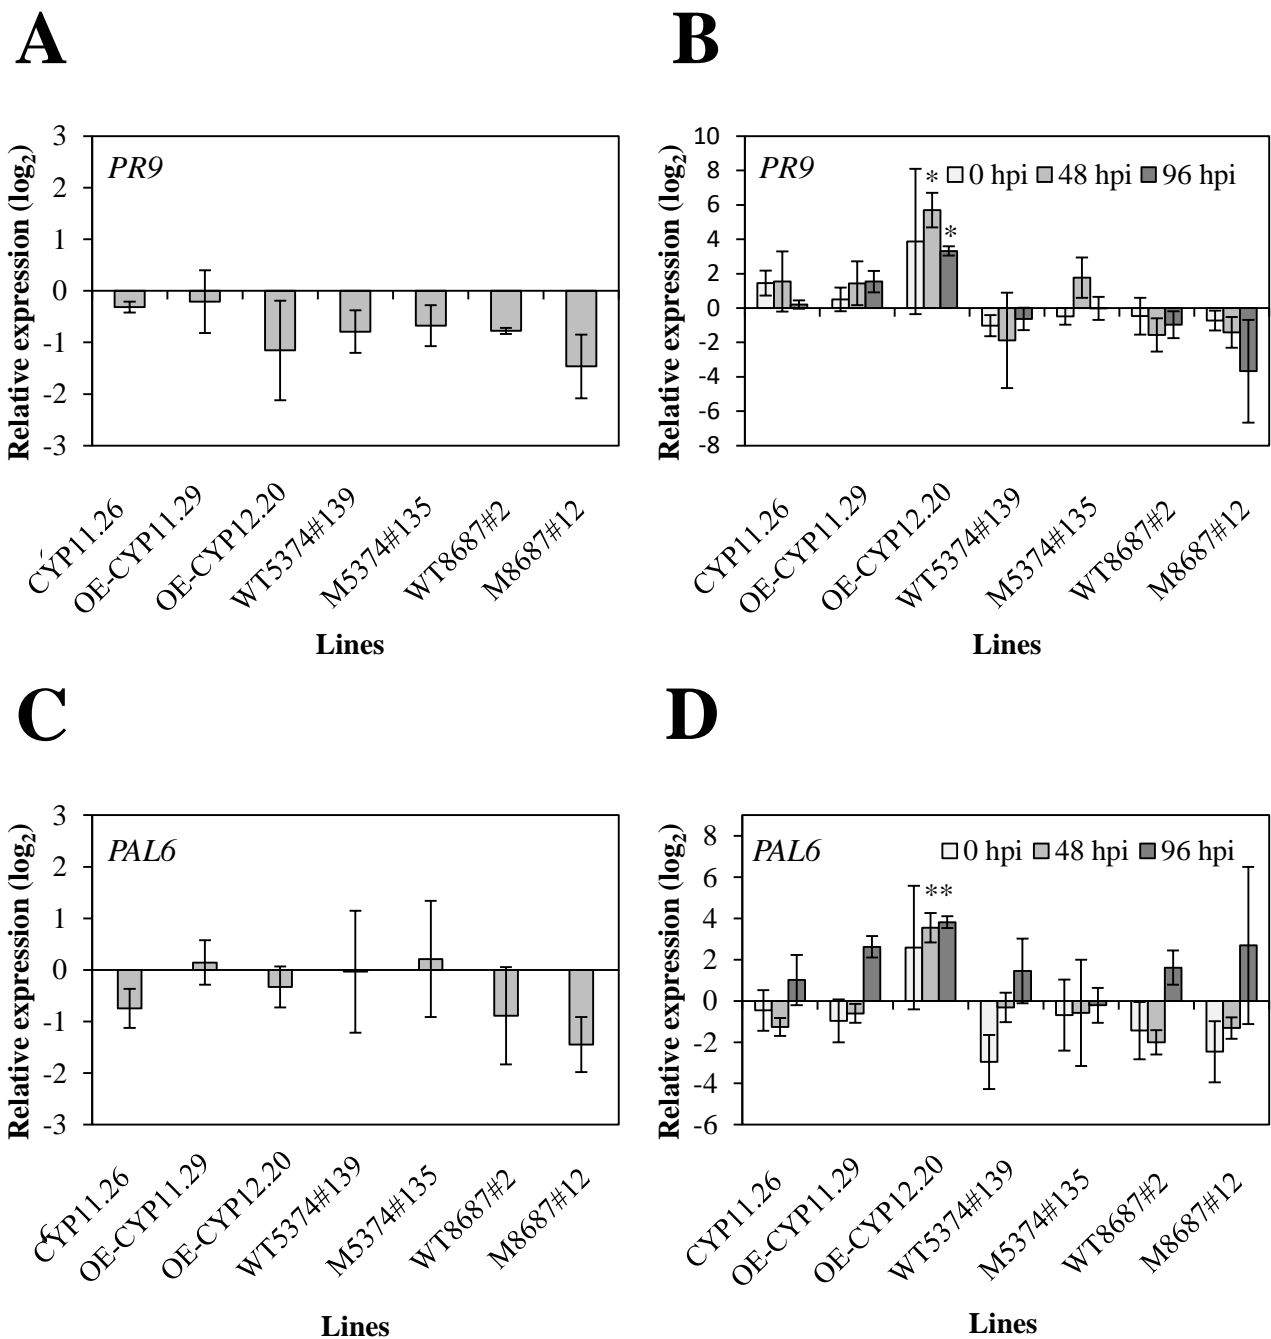 A
B
Relative expression (log2)
3
2
1
0
-1
-2
-3
PR9
CYP11.26
OE-CYP11.29
OE-CYP12.20
WT5374#139
M5374#135
WT8687#2
M8687#12
Lines
Relative expression (log2)
10
8
6
4
2
0
-2
-4
-6
-8
PR9
0 hpi 48 hpi 96 hpi
*
*
CYP11.26
OE-CYP11.29
OE-CYP12.20
WT5374#139
M5374#135
WT8687#2
M8687#12
Lines
C
D
Relative expression (log2)
3
2
1
0
-1
-2
-3
PAL6
CYP11.26
OE-CYP11.29
OE-CYP12.20
WT5374#139
M5374#135
WT8687#2
M8687#12
Lines
Relative expression (log2)
8
6
4
2
0
-2
-4
-6
PAL6
0 hpi 48 hpi 96 hpi
**
CYP11.26
OE-CYP11.29
OE-CYP12.20
WT5374#139
M5374#135
WT8687#2
M8687#12
Lines